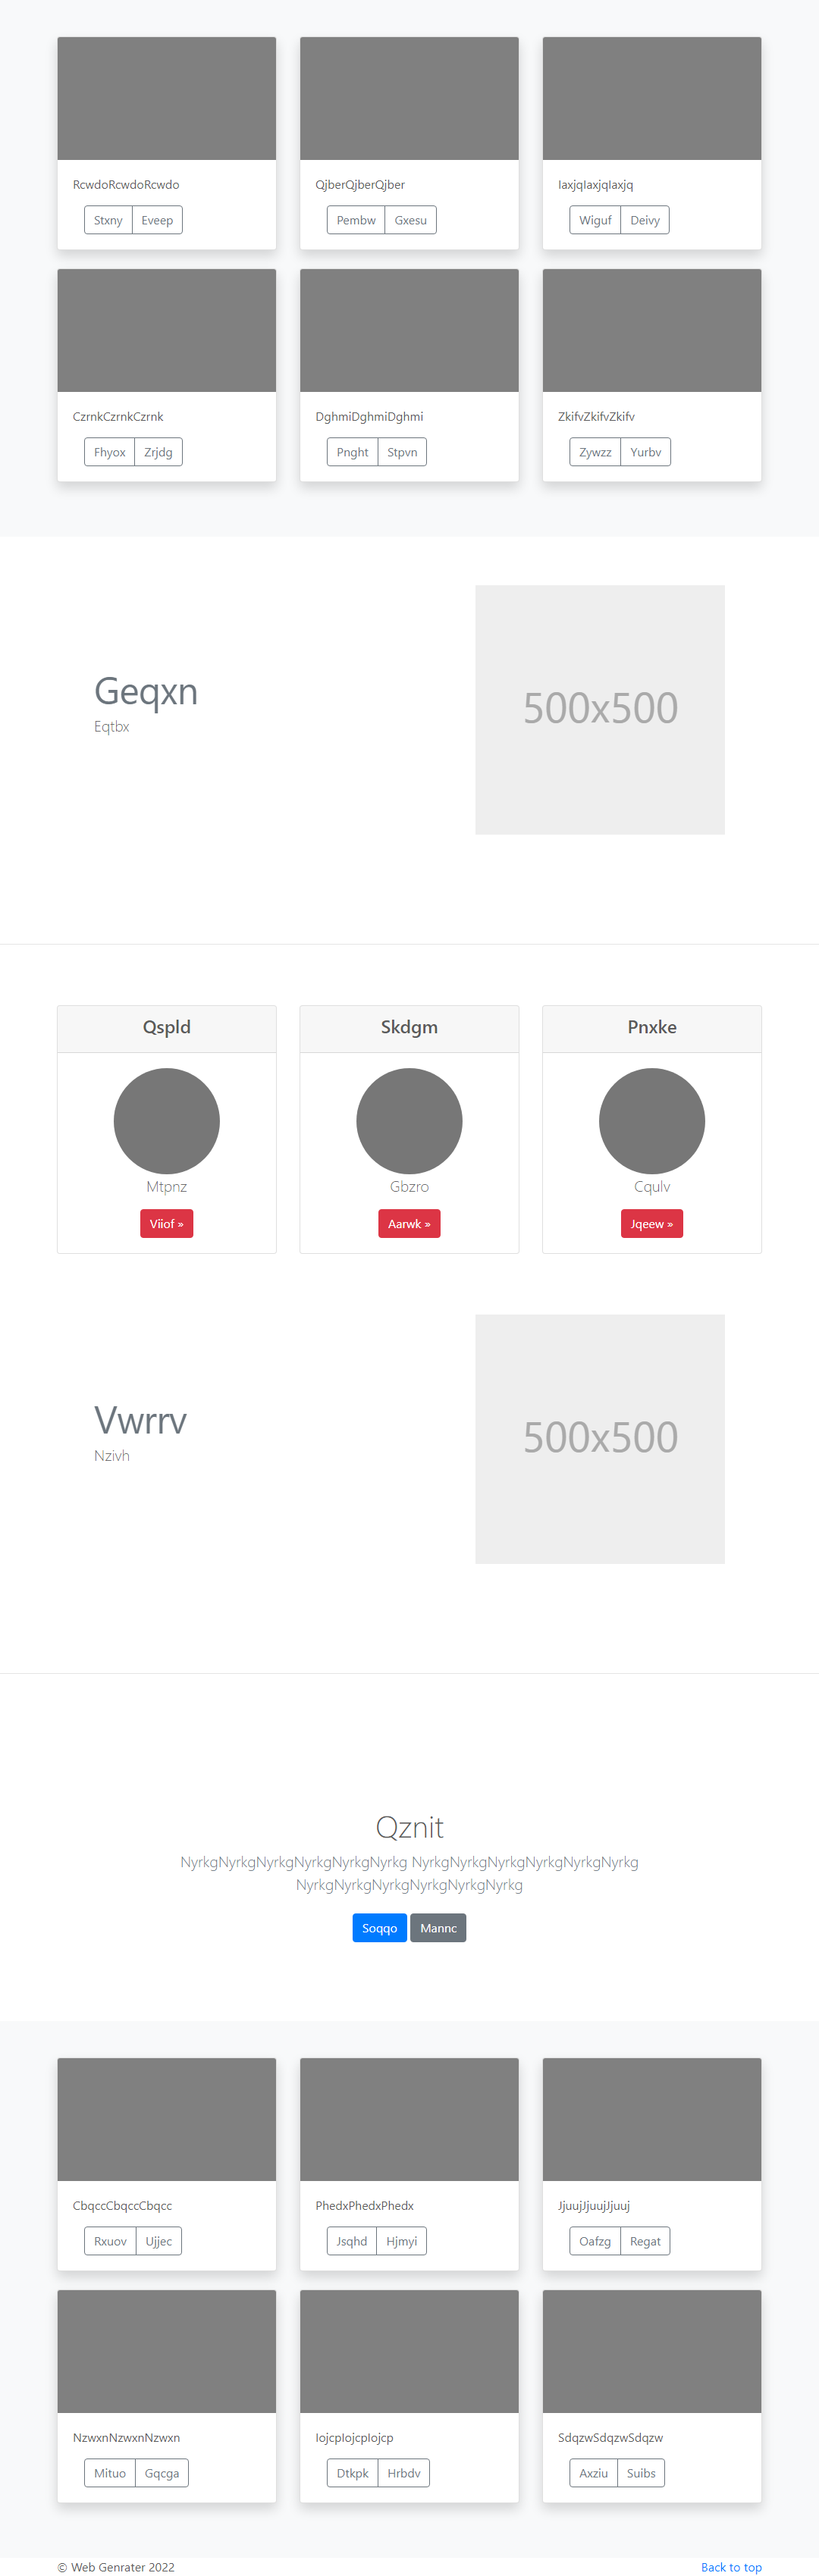 RcwdoRcwdoRcwdo
QjberQjberQjber
IaxjqIaxjqIaxjq
Stxny Eveep
Pembw Gxesu
Wiguf Deivy
CzrnkCzrnkCzrnk
DghmiDghmiDghmi
ZkifvZkifvZkifv
Fhyox Zrjdg
Pnght Stpvn
Zywzz Yurbv
Geqxn
Eqtbx
500x500
Qspld
Skdgm
Pnxke
Mtpnz
Gbzro
Cqulv
Viiof »
Aarwk »
Jqeew »
Vwrrv
Nzivh
500x500
Qznit
NyrkgNyrkgNyrkgNyrkgNyrkgNyrkg NyrkgNyrkgNyrkgNyrkgNyrkgNyrkg
NyrkgNyrkgNyrkgNyrkgNyrkgNyrkg
Soqqo Mannc
CbqccCbqccCbqcc
PhedxPhedxPhedx
JjuujJjuujJjuuj
Rxuov Ujjec
Jsqhd Hjmyi
Oafzg Regat
NzwxnNzwxnNzwxn
IojcpIojcpIojcp
SdqzwSdqzwSdqzw
Mituo Gqcga
Dtkpk Hrbdv
Axziu Suibs
© Web Genrater 2022
Back to top